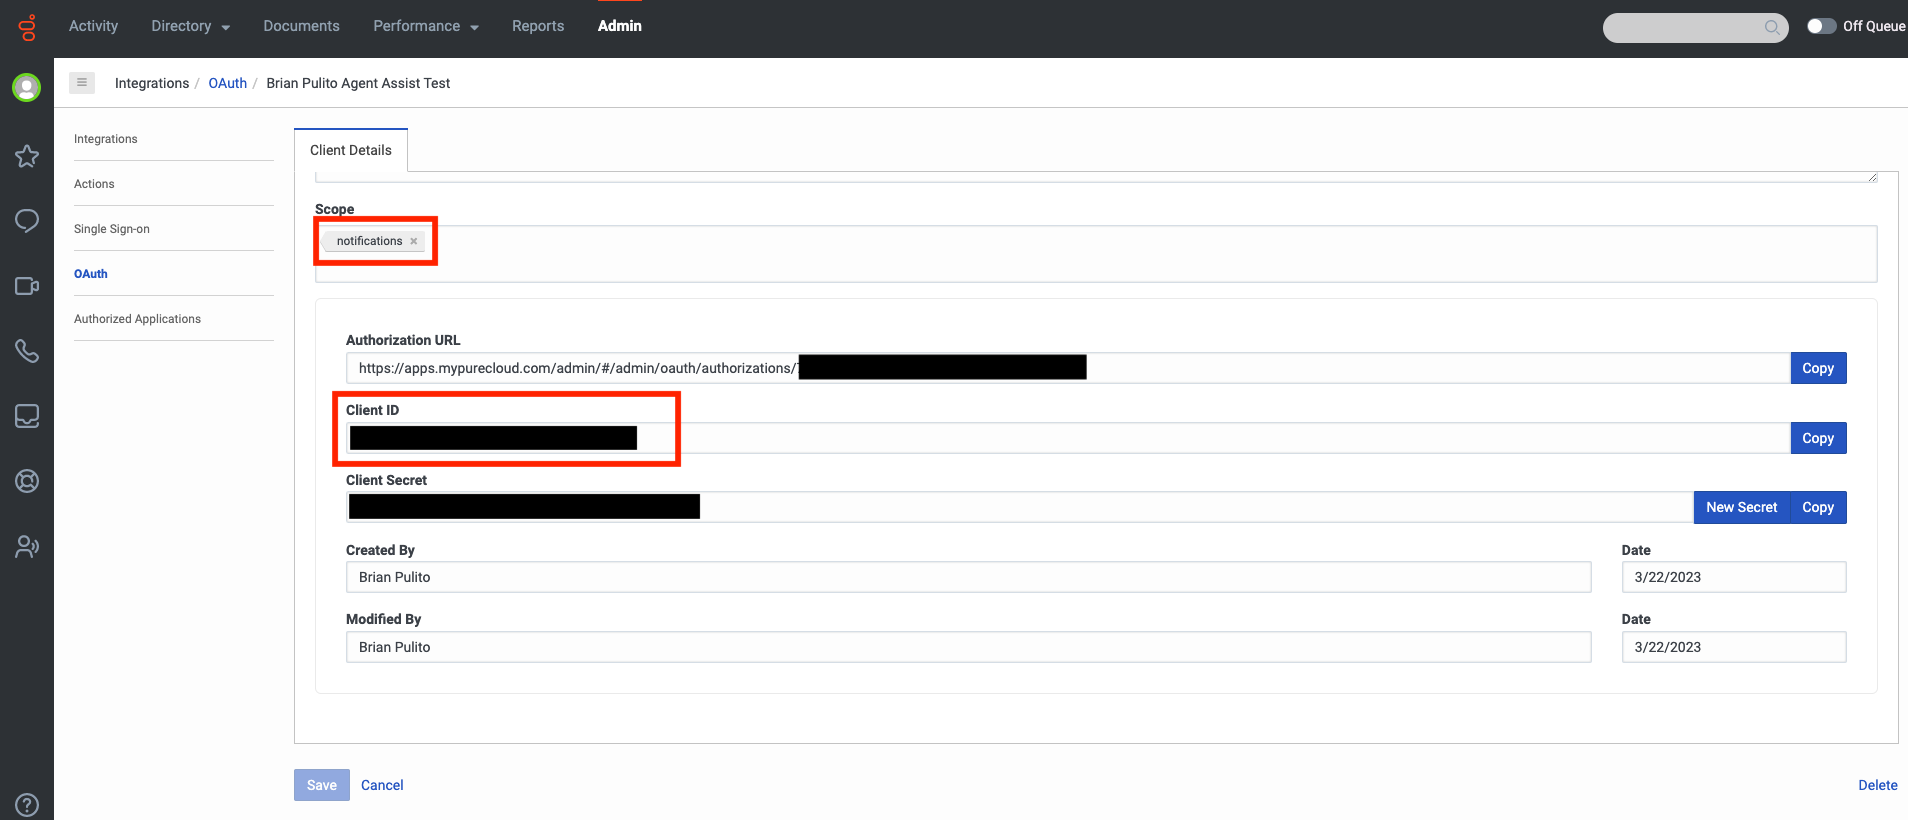 Activity Directory Documents Performance Reports Admin Off Queue
Integrations / OAuth / Brian Pulito Agent Assist Test
Integrations
Actions
Single Sign-on
OAuth
Authorized Applications
Client Details
Scope
notifications ×
Authorization URL
https://apps.mypurecloud.com/admin/#/admin/oauth/authorizations/ Copy
Client ID
Copy
Client Secret
New Secret Copy
Created By Date
Brian Pulito 3/22/2023
Modified By Date
Brian Pulito 3/22/2023
Save Cancel Delete